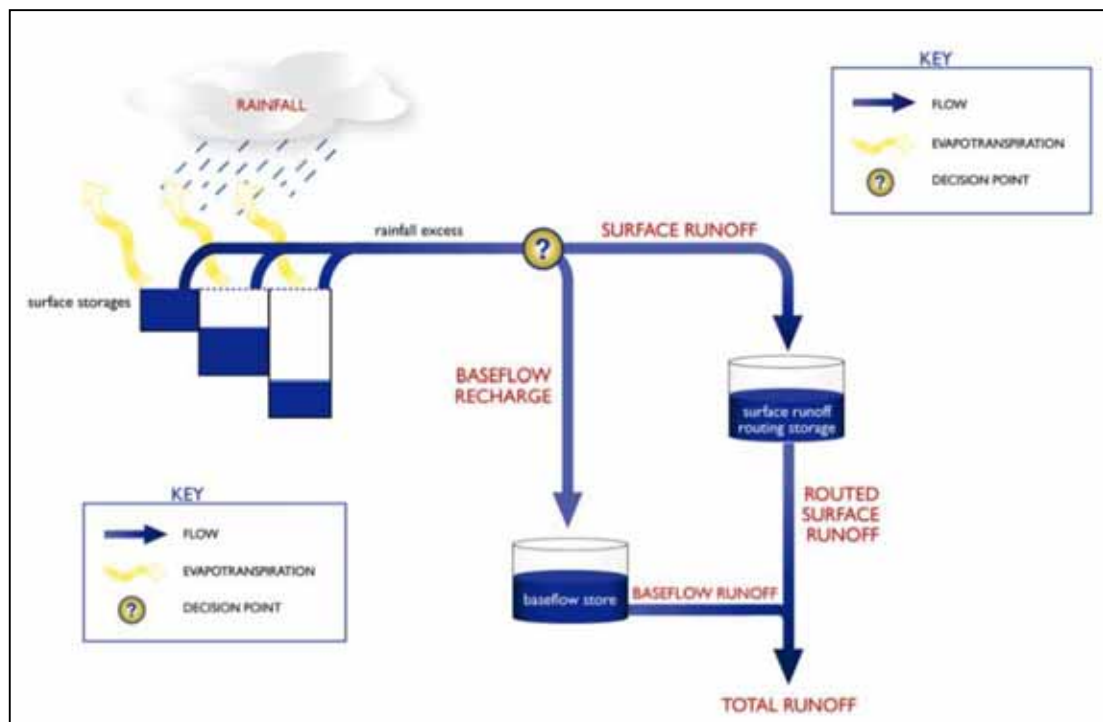 KEY
FLOW
EVAPOTRANSPIRATION
?
DECISION POINT
RAINFALL
rainfall excess
?
SURFACE RUNOFF
surface storages
BASEFLOW
RECHARGE
surface runoff
routing storage
KEY
FLOW
EVAPOTRANSPIRATION
?
DECISION POINT
ROUTED
SURFACE
RUNOFF
baseflow store
BASEFLOW RUNOFF
TOTAL RUNOFF